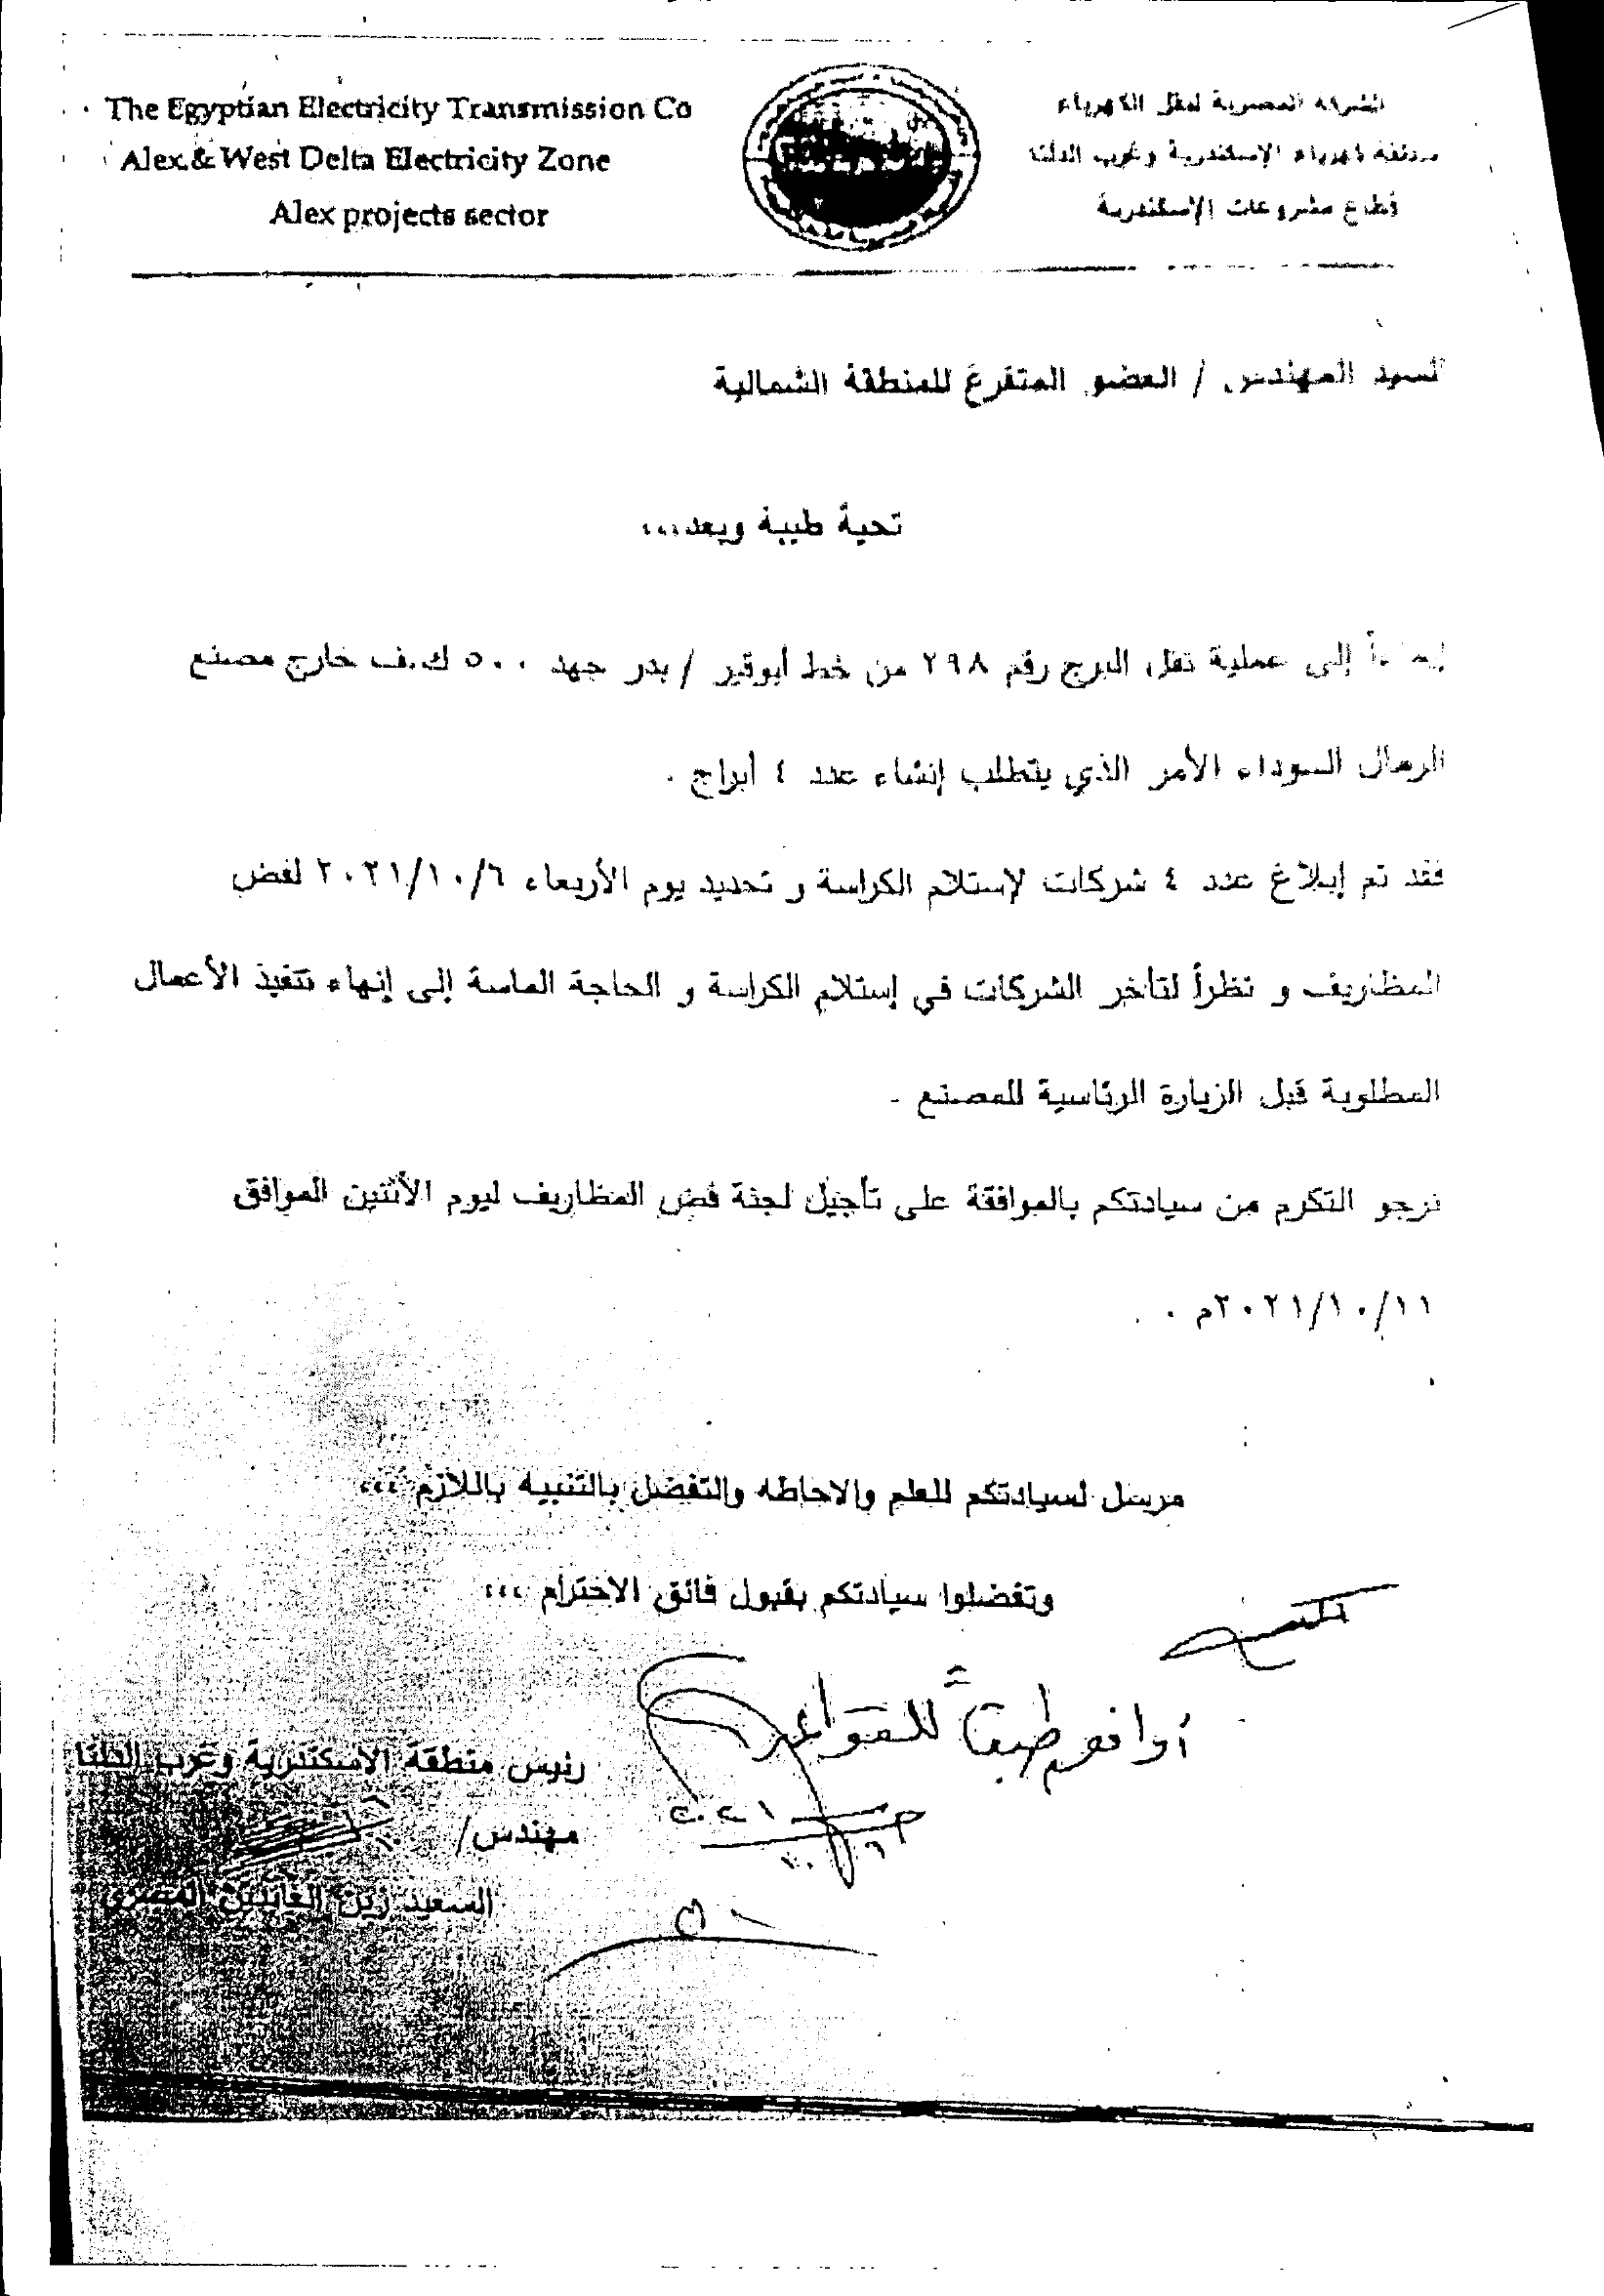 The Egyptian Electricity Transmission Co
الشركة المصرية لنقل الكهرباء
Alex & West Delta Electricity Zone
منطقة كهرباء الإسكندرية وغرب الدلتا
Alex projects sector
قطاع مشروعات الإسكندرية
السيد المهندس / العضو المتفرغ للمنطقة الشمالية
تحية طيبة وبعد،،،
إلى عملية نقل البرج رقم ٢٩٨ من خط أبوقير / بدر جهد ٥٠٠ ك.ف خارج مصنع
الرمال السوداء الأمر الذي يتطلب إنشاء عدد ٤ أبراج .
فقد تم إبلاغ عدد ٤ شركات لإستلام الكراسة و تحديد يوم الأربعاء ٢٠٢١/١٠/٦ لفض
المظاريف و نظراً لتأخر الشركات في إستلام الكراسة و الحاجة الماسة إلى إنهاء تنفيذ الأعمال
المطلوبة قبل الزيارة الرئاسية للمصنع .
نرجو التكرم من سيادتكم بالموافقة على تأجيل لجنة فض المظاريف ليوم الأثنين الموافق
٢٠٢١/١٠/١١م .
مرسل لسيادتكم للعلم والاحاطه والتفضل بالتنبيه باللازم ،،،
وتفضلوا سيادتكم بقبول فائق الاحترام ،،،
أوافق طبقاً للقواعد
رئيس منطقة الاسكندرية وغرب الدلتا
٢٠٢١
مهندس/
السعيد زين العابدين المصري